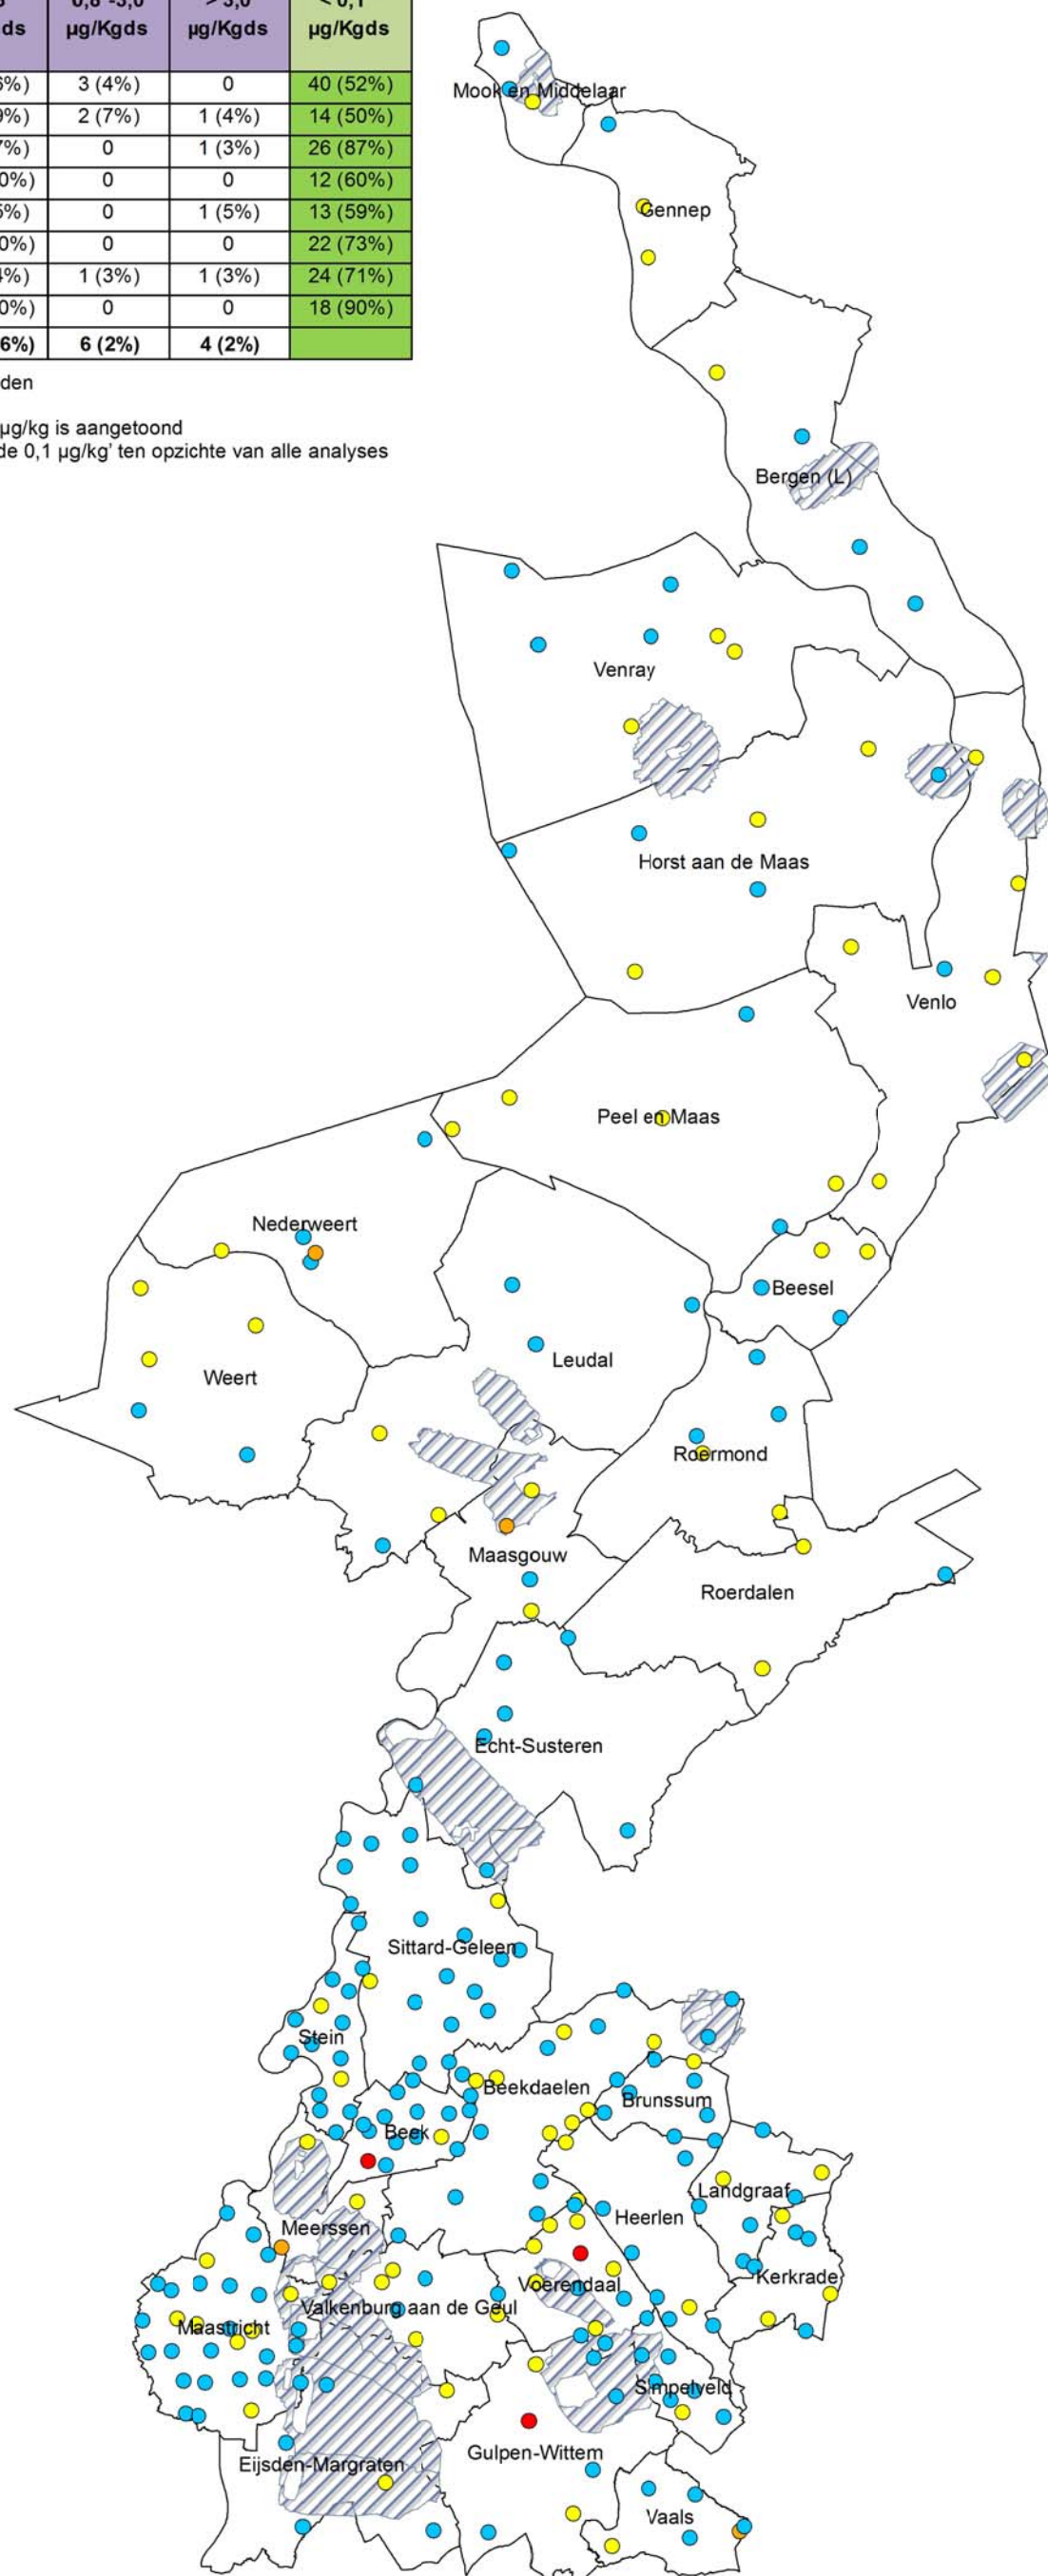 0,8 -3,0 > 3,0 < 0,1
ds µg/Kgds µg/Kgds µg/Kgds
6%) 3 (4%) 0 40 (52%)
9%) 2 (7%) 1 (4%) 14 (50%)
7%) 0 1 (3%) 26 (87%)
0%) 0 0 12 (60%)
5%) 0 1 (5%) 13 (59%)
0%) 0 0 22 (73%)
4%) 1 (3%) 1 (3%) 24 (71%)
0%) 0 0 18 (90%)
6%) 6 (2%) 4 (2%)
den
µg/kg is aangetoond
de 0,1 µg/kg' ten opzichte van alle analyses
Mook en Middelaar
Gennep
Bergen (L)
Venray
Horst aan de Maas
Venlo
Peel en Maas
Nederweert
Beesel
Leudal
Weert
Roermond
Maasgouw
Roerdalen
Echt-Susteren
Sittard-Geleen
Stein
Beekdaelen
Brunssum
Beek
Landgraaf
Heerlen
Meerssen
Kerkrade
Voerendaal
Valkenburg aan de Geul
Maastricht
Simpelveld
Gulpen-Wittem
Eijsden-Margraten
Vaals